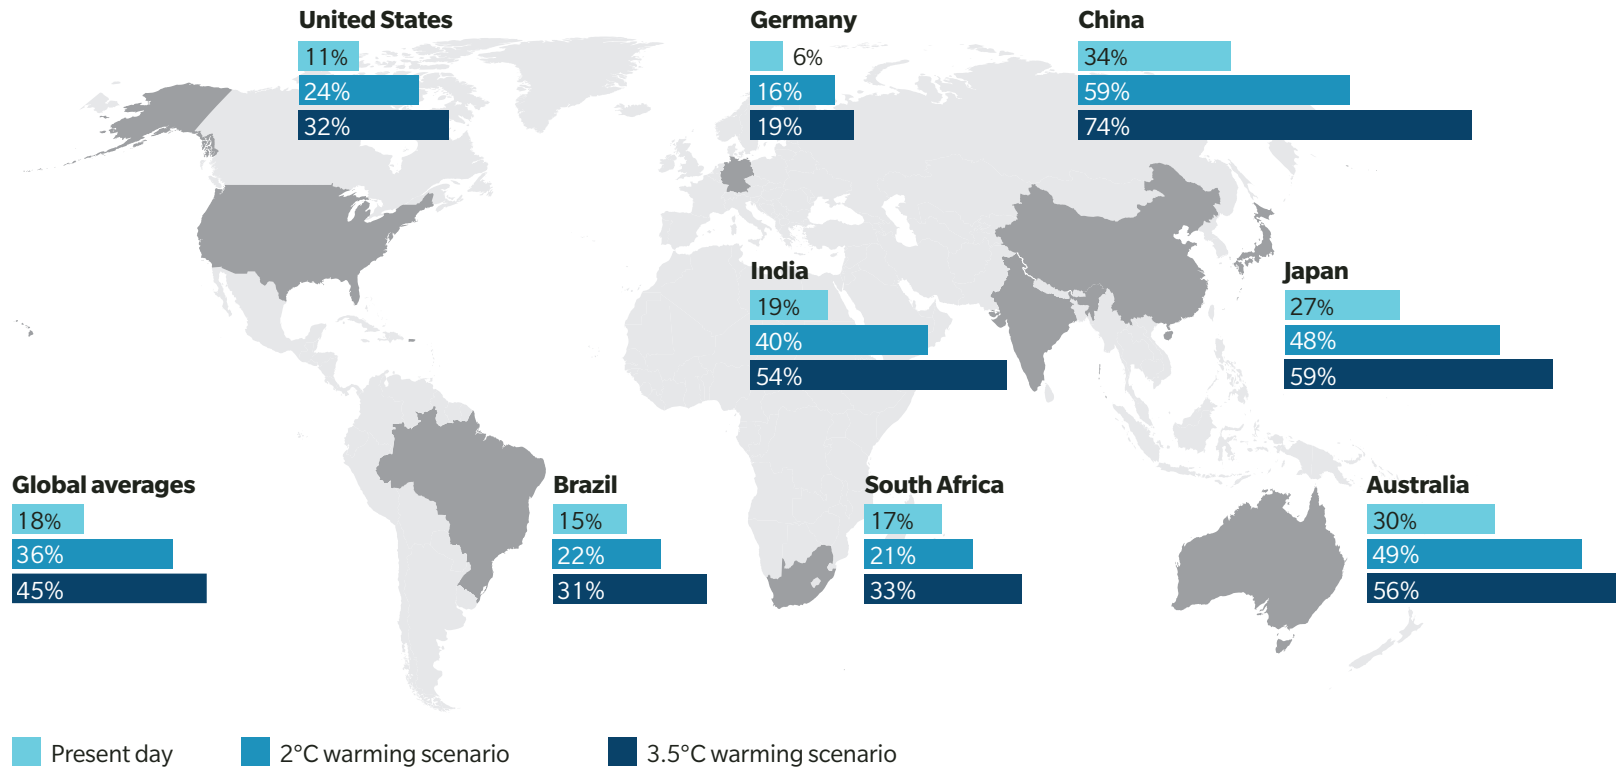 United States
11%
24%
32%
Germany
6%
16%
19%
China
34%
59%
74%
India
19%
40%
54%
Japan
27%
48%
59%
Global averages
18%
36%
45%
Brazil
15%
22%
31%
South Africa
17%
21%
33%
Australia
30%
49%
56%
Present day
2°C warming scenario
3.5°C warming scenario